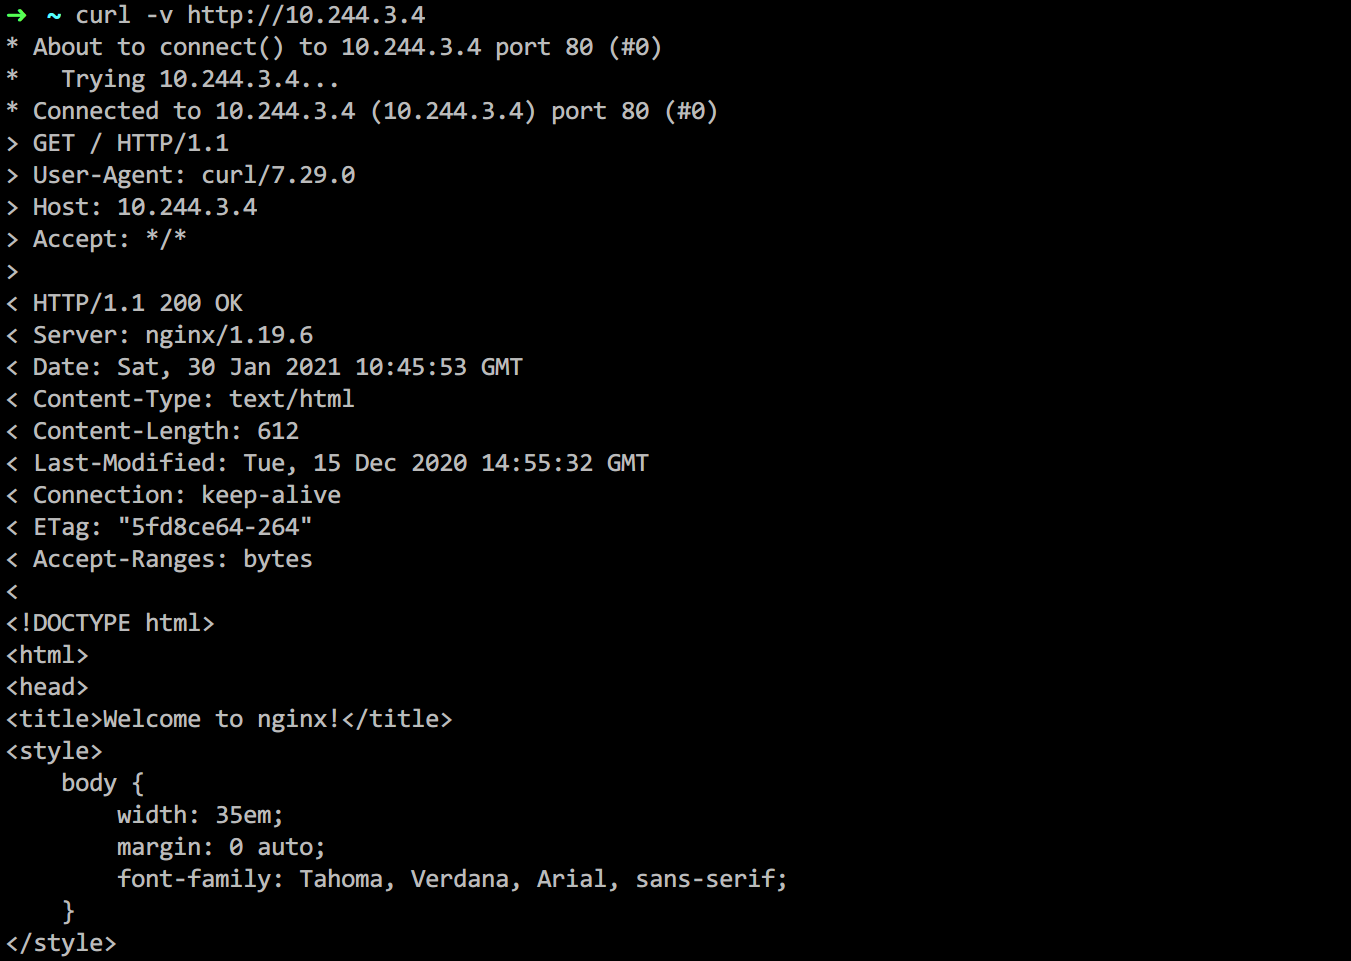 ➜ ~ curl -v http://10.244.3.4
* About to connect() to 10.244.3.4 port 80 (#0)
*   Trying 10.244.3.4...
* Connected to 10.244.3.4 (10.244.3.4) port 80 (#0)
> GET / HTTP/1.1
> User-Agent: curl/7.29.0
> Host: 10.244.3.4
> Accept: */*
>
< HTTP/1.1 200 OK
< Server: nginx/1.19.6
< Date: Sat, 30 Jan 2021 10:45:53 GMT
< Content-Type: text/html
< Content-Length: 612
< Last-Modified: Tue, 15 Dec 2020 14:55:32 GMT
< Connection: keep-alive
< ETag: "5fd8ce64-264"
< Accept-Ranges: bytes
<
<!DOCTYPE html>
<html>
<head>
<title>Welcome to nginx!</title>
<style>
    body {
        width: 35em;
        margin: 0 auto;
        font-family: Tahoma, Verdana, Arial, sans-serif;
    }
</style>